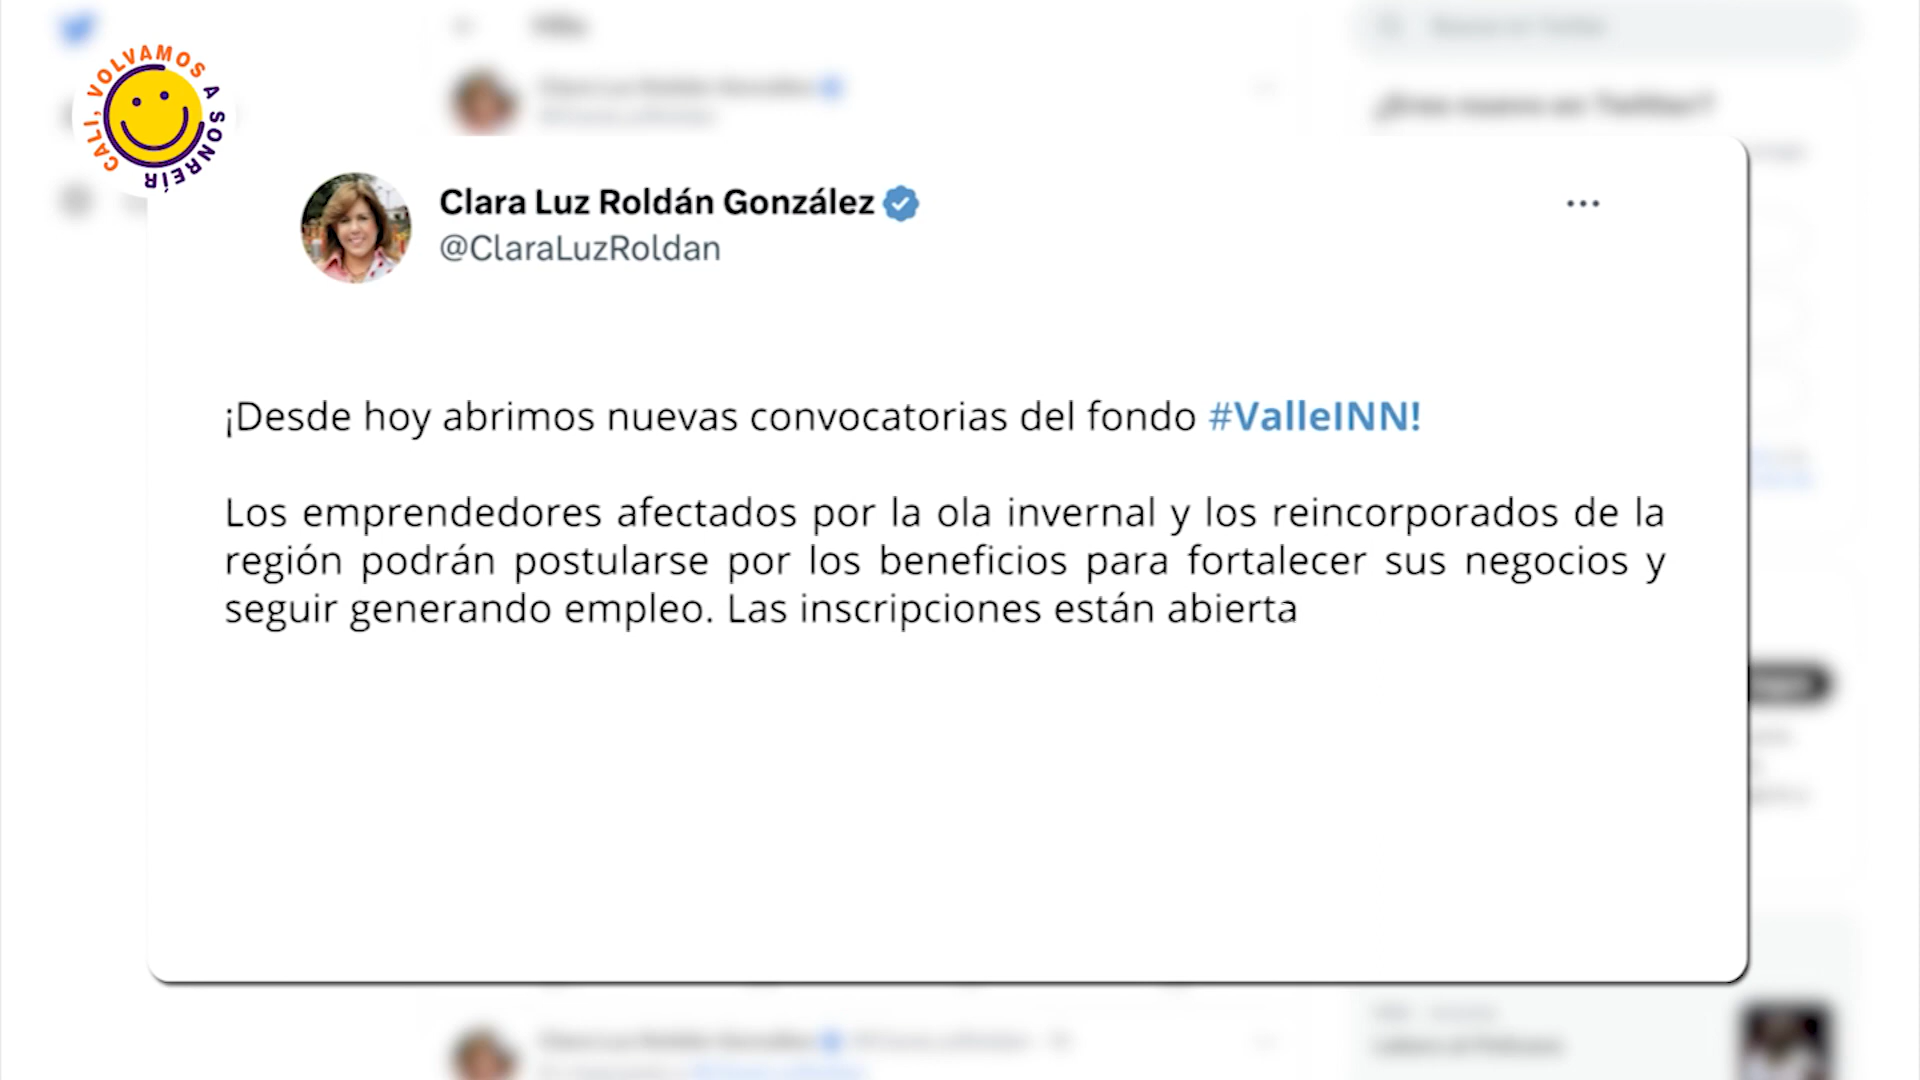 CALI, VOLVAMOS A SONREÍR
Clara Luz Roldán González
@ClaraLuzRoldan
¡Desde hoy abrimos nuevas convocatorias del fondo #ValleINN!
Los emprendedores afectados por la ola invernal y los reincorporados de la
región podrán postularse por los beneficios para fortalecer sus negocios y
seguir generando empleo. Las inscripciones están abierta